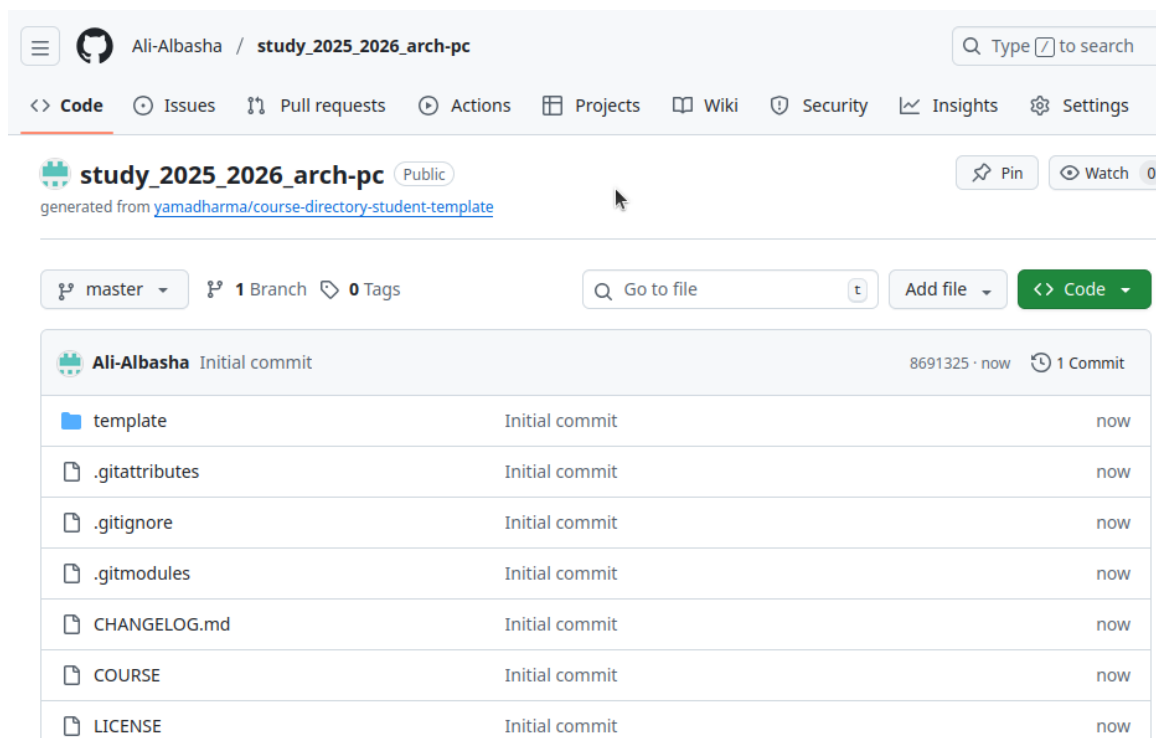 Ali-Albasha / study_2025_2026_arch-pc Type / to search
Code Issues Pull requests Actions Projects Wiki Security Insights Settings
study_2025_2026_arch-pc Public Pin Watch 0
generated from yamadharma/course-directory-student-template
master 1 Branch 0 Tags Go to file t Add file Code
Ali-Albasha Initial commit 8691325 · now 1 Commit
template Initial commit now
.gitattributes Initial commit now
.gitignore Initial commit now
.gitmodules Initial commit now
CHANGELOG.md Initial commit now
COURSE Initial commit now
LICENSE Initial commit now